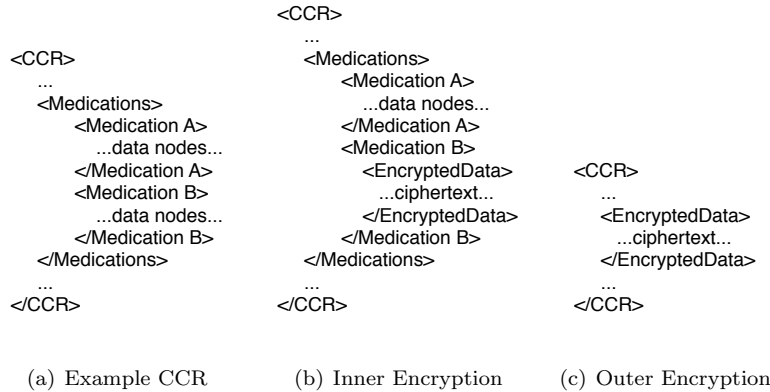 <CCR>
...
<Medications>
<Medication A>
...data nodes...
</Medication A>
<Medication B>
...data nodes...
</Medication B>
</Medications>
...
</CCR>
(a) Example CCR
<CCR>
...
<Medications>
<Medication A>
...data nodes...
</Medication A>
<Medication B>
<EncryptedData>
...ciphertext...
</EncryptedData>
</Medication B>
</Medications>
...
</CCR>
(b) Inner Encryption
<CCR>
...
<EncryptedData>
...ciphertext...
</EncryptedData>
...
</CCR>
(c) Outer Encryption